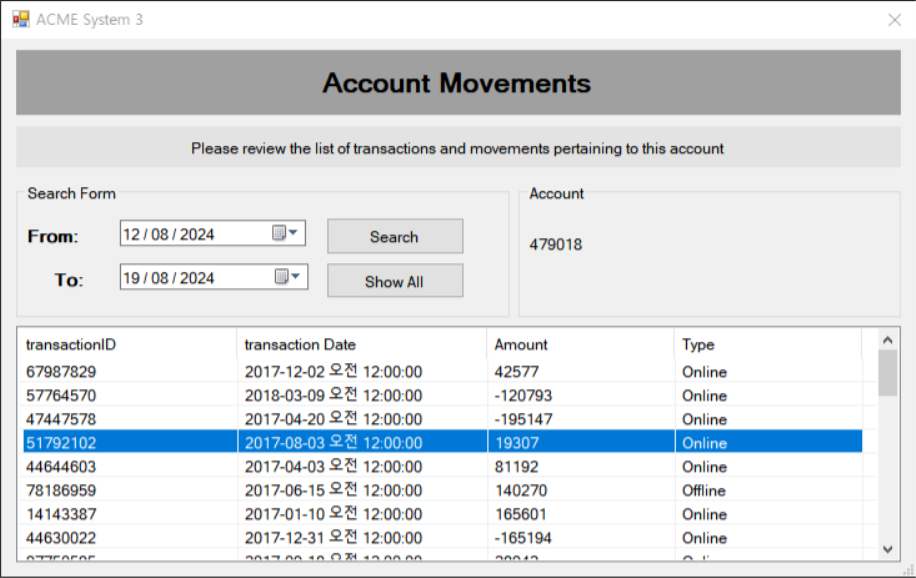 ACME System 3
Account Movements
Please review the list of transactions and movements pertaining to this account
Search Form
From: 12 / 08 / 2024 Search
To: 19 / 08 / 2024 Show All
Account
479018
transactionID transaction Date Amount Type
67987829 2017-12-02 오전 12:00:00 42577 Online
57764570 2018-03-09 오전 12:00:00 -120793 Online
47447578 2017-04-20 오전 12:00:00 -195147 Online
51792102 2017-08-03 오전 12:00:00 19307 Online
44644603 2017-04-03 오전 12:00:00 81192 Online
78186959 2017-06-15 오전 12:00:00 140270 Offline
14143387 2017-01-10 오전 12:00:00 165601 Online
44630022 2017-12-31 오전 12:00:00 -165194 Online
오전 12:00:00